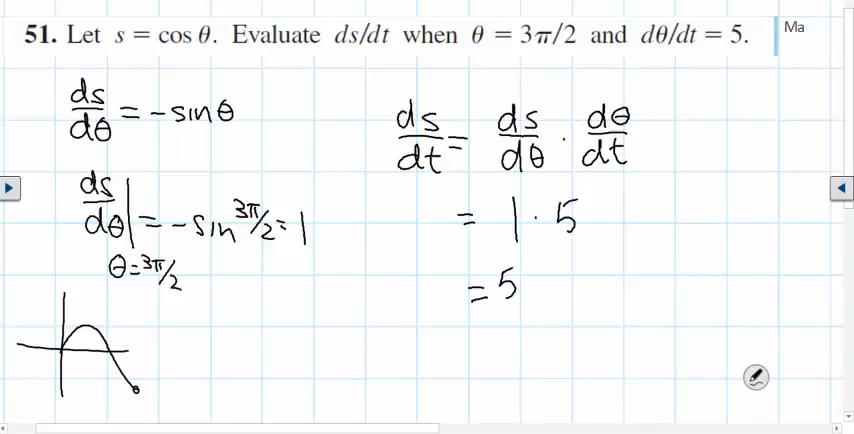 51. Let s = cos θ. Evaluate ds/dt when θ = 3π/2 and dθ/dt = 5.
Ma
ds/dθ = -sinθ
ds/dθ| θ=3π/2 = -sin 3π/2 = 1
ds/dt = ds/dθ · dθ/dt
= 1 · 5
= 5